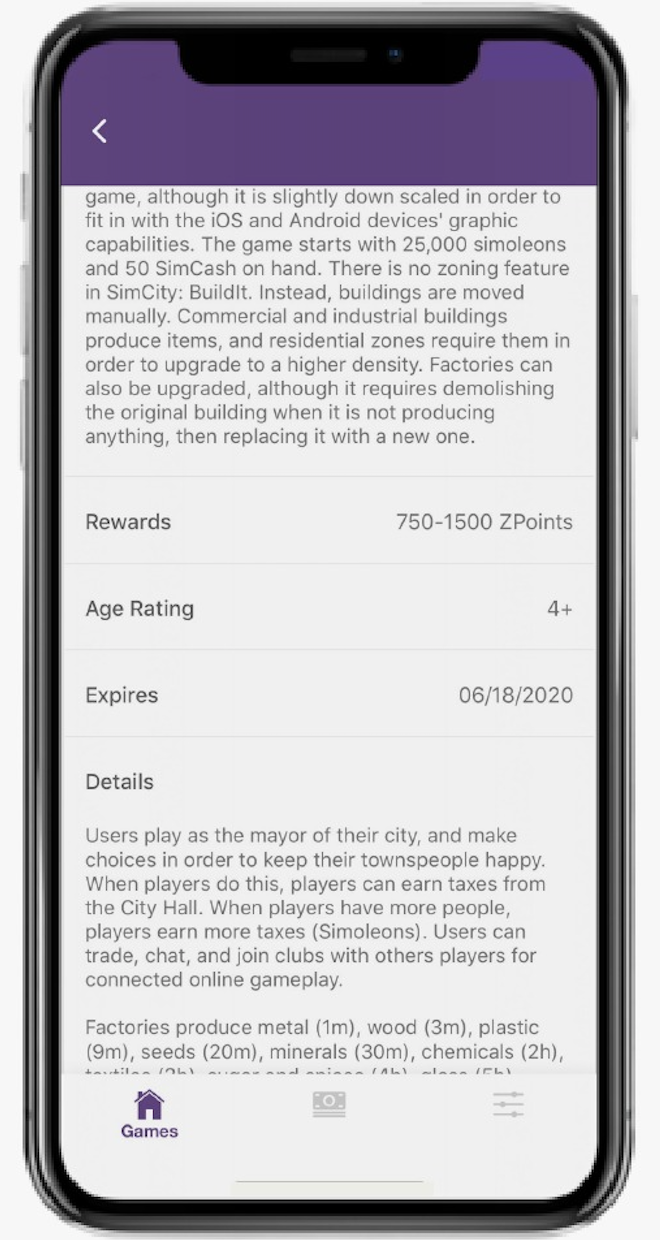 game, although it is slightly down scaled in order to
fit in with the iOS and Android devices' graphic
capabilities. The game starts with 25,000 simoleons
and 50 SimCash on hand. There is no zoning feature
in SimCity: BuildIt. Instead, buildings are moved
manually. Commercial and industrial buildings
produce items, and residential zones require them in
order to upgrade to a higher density. Factories can
also be upgraded, although it requires demolishing
the original building when it is not producing
anything, then replacing it with a new one.
Rewards 750-1500 ZPoints
Age Rating 4+
Expires 06/18/2020
Details
Users play as the mayor of their city, and make
choices in order to keep their townspeople happy.
When players do this, players can earn taxes from
the City Hall. When players have more people,
players earn more taxes (Simoleons). Users can
trade, chat, and join clubs with others players for
connected online gameplay.
Factories produce metal (1m), wood (3m), plastic
(9m), seeds (20m), minerals (30m), chemicals (2h),
Games